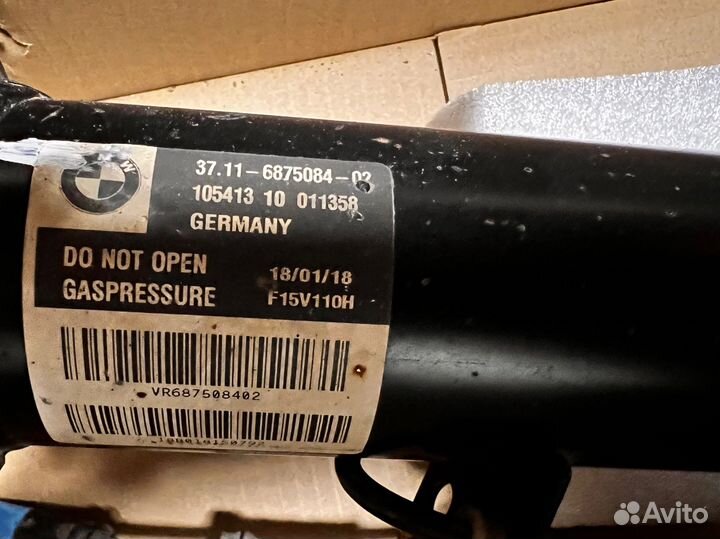 37.11-6875084-02
105413 10 011358
GERMANY
DO NOT OPEN
GASPRESSURE
18/01/18
F15V110H
VR687508402
Avito